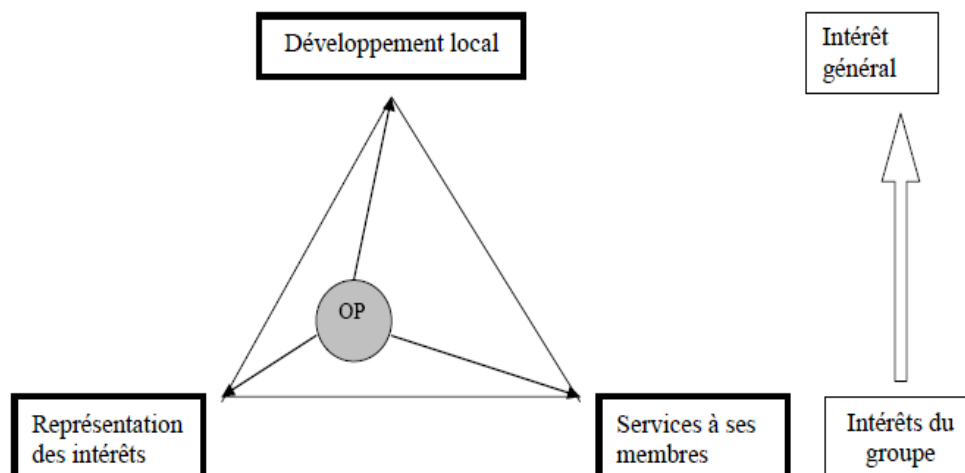 Développement local
Intérêt
général
OP
Représentation
des intérêts
Services à ses
membres
Intérêts du
groupe